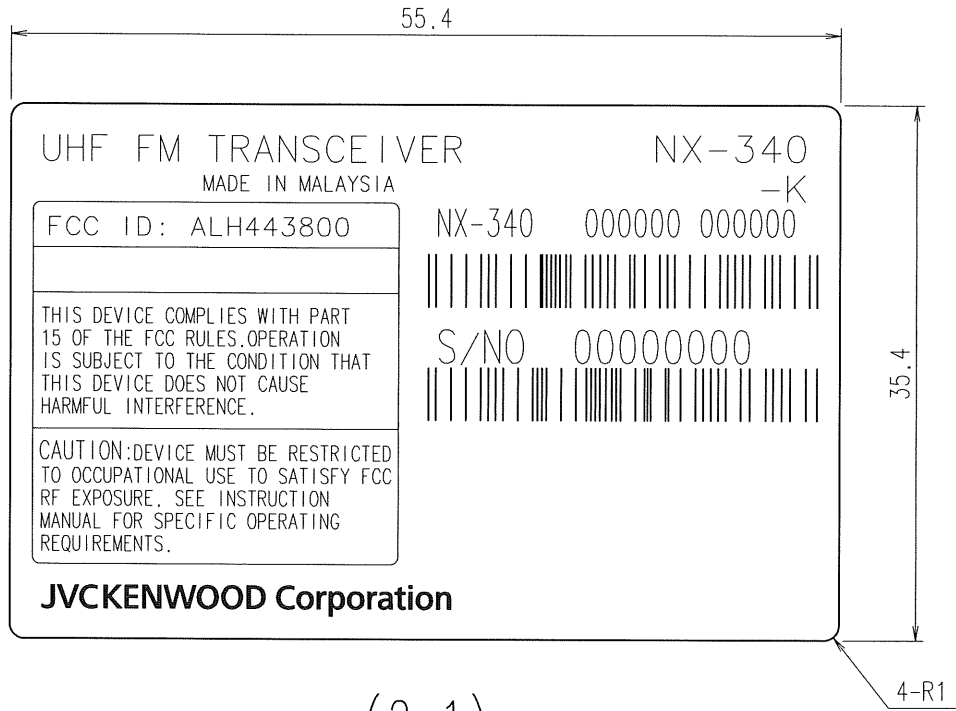 55.4
UHF FM TRANSCEIVER
NX-340
MADE IN MALAYSIA
-K
FCC ID: ALH443800
NX-340 000000 000000
THIS DEVICE COMPLIES WITH PART
15 OF THE FCC RULES.OPERATION
IS SUBJECT TO THE CONDITION THAT
THIS DEVICE DOES NOT CAUSE
HARMFUL INTERFERENCE.
S/NO 00000000
35.4
CAUTION:DEVICE MUST BE RESTRICTED
TO OCCUPATIONAL USE TO SATISFY FCC
RF EXPOSURE. SEE INSTRUCTION
MANUAL FOR SPECIFIC OPERATING
REQUIREMENTS.
JVCKENWOOD Corporation
4-R1